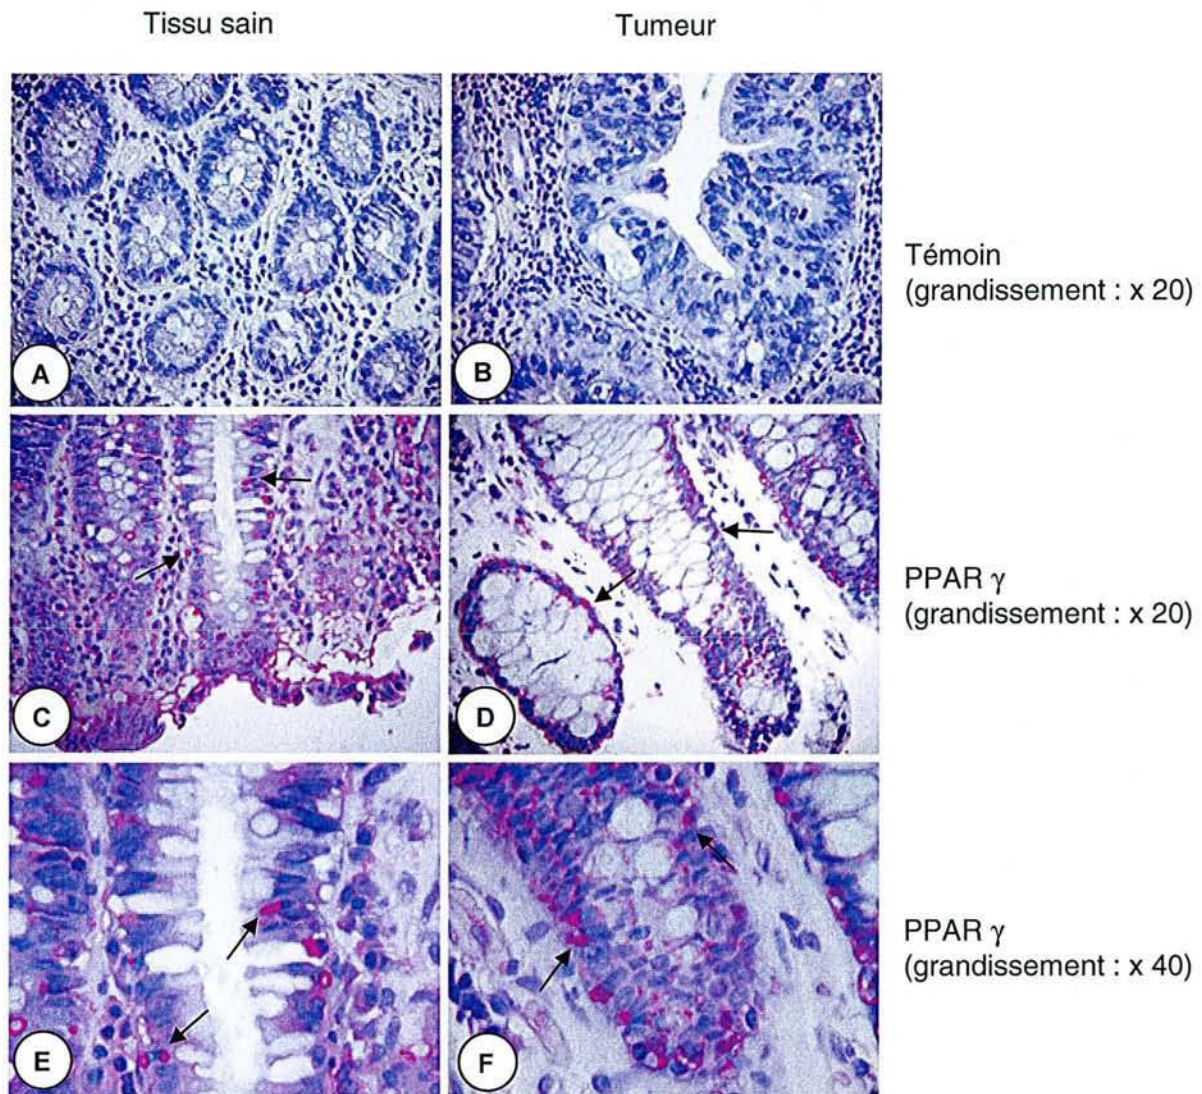 Tissu sain
Tumeur
A
B
Témoin
(grandissement : x 20)
C
D
PPAR γ
(grandissement : x 20)
E
F
PPAR γ
(grandissement : x 40)